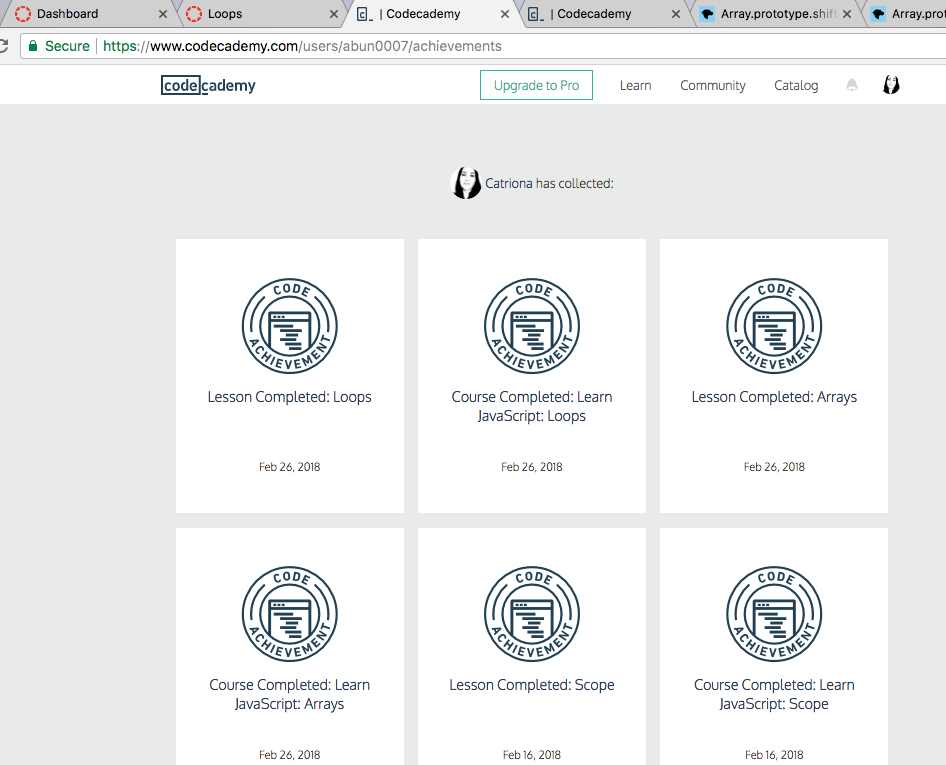 Dashboard
Loops
c_ | Codecademy
c_ | Codecademy
Array.prototype.shift
Array.prot
Secure
https://www.codecademy.com/users/abun0007/achievements
codecademy
Upgrade to Pro
Learn
Community
Catalog
Catriona has collected:
CODE
ACHIEVEMENT
Lesson Completed: Loops
Feb 26, 2018
CODE
ACHIEVEMENT
Course Completed: Learn
JavaScript: Loops
Feb 26, 2018
CODE
ACHIEVEMENT
Lesson Completed: Arrays
Feb 26, 2018
CODE
ACHIEVEMENT
Course Completed: Learn
JavaScript: Arrays
Feb 26, 2018
CODE
ACHIEVEMENT
Lesson Completed: Scope
Feb 16, 2018
CODE
ACHIEVEMENT
Course Completed: Learn
JavaScript: Scope
Feb 16, 2018